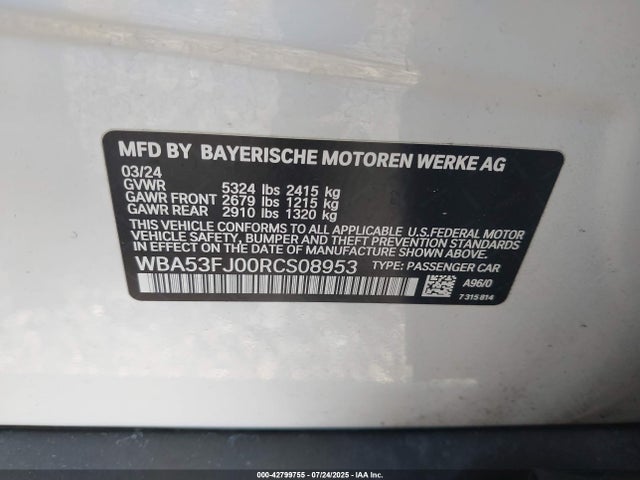 MFD BY BAYERISCHE MOTOREN WERKE AG
03/24
GVWR 5324 lbs 2415 kg
GAWR FRONT 2679 lbs 1215 kg
GAWR REAR 2910 lbs 1320 kg
THIS VEHICLE CONFORMS TO ALL APPLICABLE U.S.FEDERAL MOTOR
VEHICLE SAFETY, BUMPER AND THEFT PREVENTION STANDARDS IN
EFFECT ON THE DATE OF MANUFACTURE SHOWN ABOVE.
WBA53FJ00RCS08953 TYPE: PASSENGER CAR
A96/0
7 315 814
000-42799755 07/24/2025 IAA Inc.